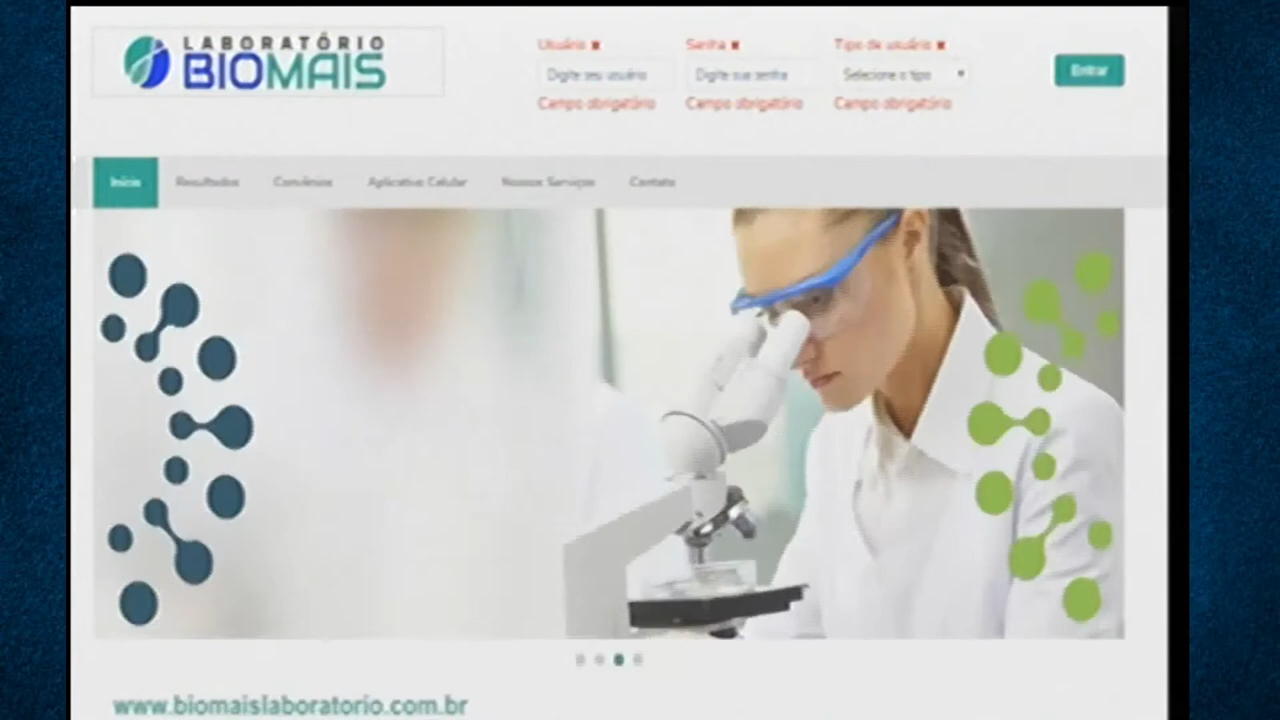 LABORATÓRIO
BIOMAIS
Usuário
Senha
Tipo de usuário
Digite seu usuário
Digite sua senha
Selecione o tipo
Entrar
Campo obrigatório
Campo obrigatório
Campo obrigatório
Início
Resultados
Convênios
Aplicativo Celular
Nossos Serviços
Contato
www.biomaislaboratorio.com.br